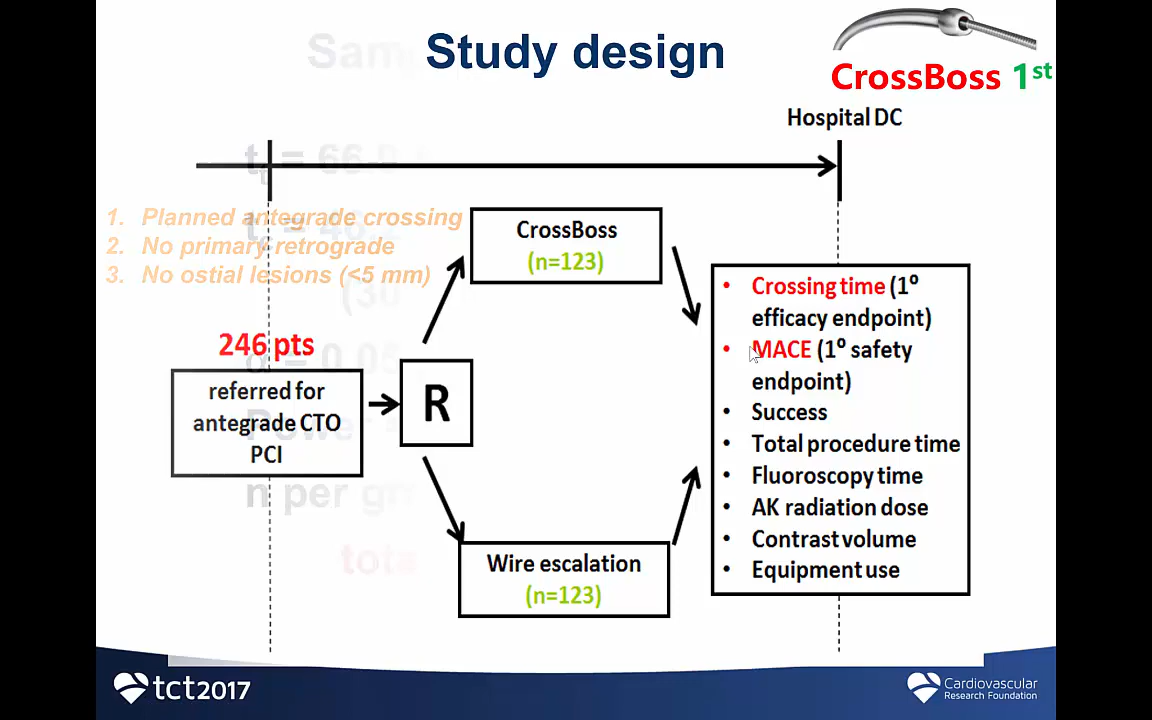 Study design
CrossBoss 1st
Hospital DC
1. Planned antegrade crossing
2. No primary retrograde
3. No ostial lesions (<5 mm)
CrossBoss
(n=123)
246 pts
referred for
antegrade CTO
PCI
R
Wire escalation
(n=123)
• Crossing time (1º
efficacy endpoint)
• MACE (1º safety
endpoint)
• Success
• Total procedure time
• Fluoroscopy time
• AK radiation dose
• Contrast volume
• Equipment use
tct2017
Cardiovascular
Research Foundation